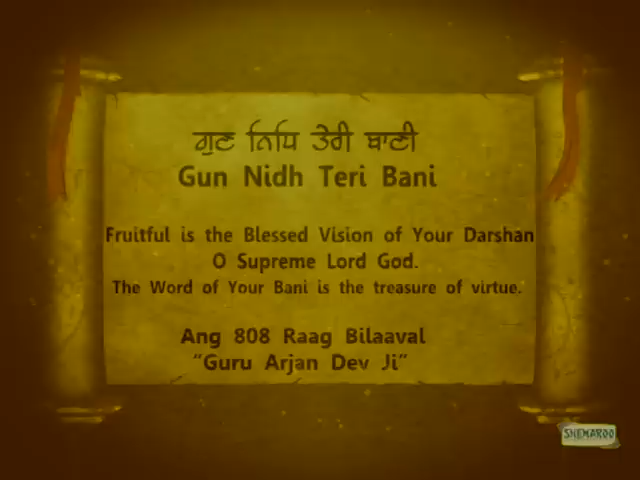 ਗੁਣ ਨਿਧਿ ਤੇਰੀ ਬਾਣੀ
Gun Nidh Teri Bani
Fruitful is the Blessed Vision of Your Darshan
O Supreme Lord God.
The Word of Your Bani is the treasure of virtue.
Ang 808 Raag Bilaaval
“Guru Arjan Dev Ji”
SHEMAROO